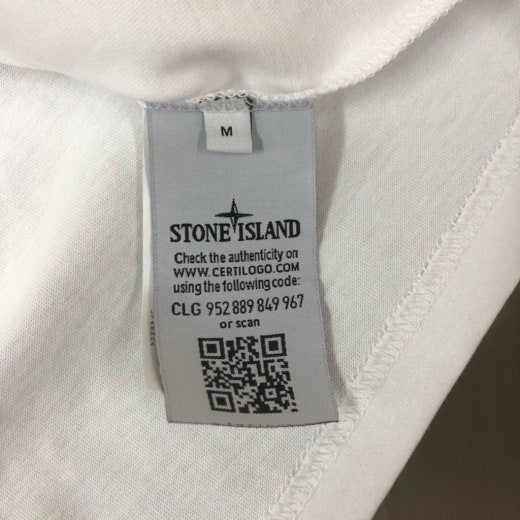 M
STONE ISLAND
Check the authenticity on
WWW.CERTILOGO.COM
using the following code:
CLG 952 889 849 967
or scan